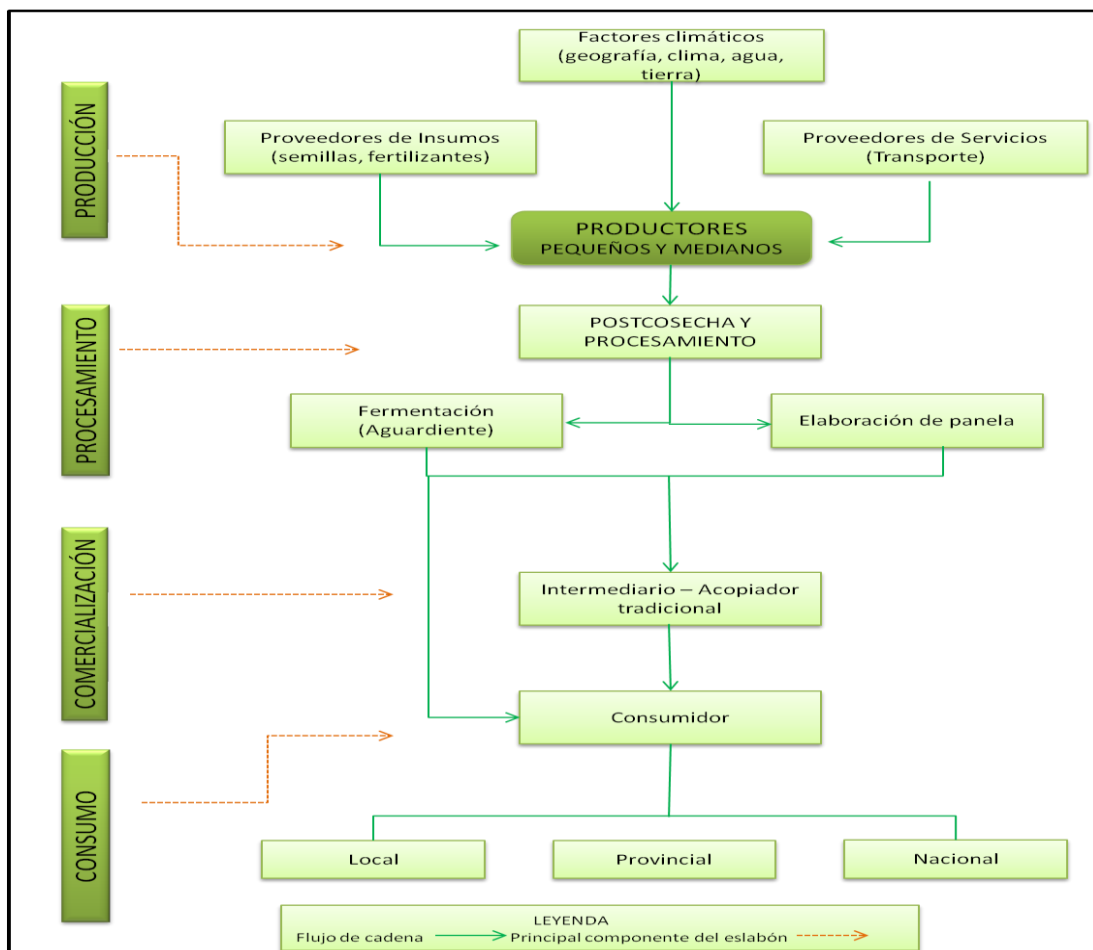 Factores climáticos
(geografía, clima, agua,
tierra)
PRODUCCIÓN
Proveedores de Insumos
(semillas, fertilizantes)
Proveedores de Servicios
(Transporte)
PRODUCTORES
PEQUEÑOS Y MEDIANOS
PROCESAMIENTO
POSTCOSECHA Y
PROCESAMIENTO
Fermentación
(Aguardiente)
Elaboración de panela
COMERCIALIZACIÓN
Intermediario – Acopiador
tradicional
Consumidor
CONSUMO
Local
Provincial
Nacional
LEYENDA
Flujo de cadena
Principal componente del eslabón